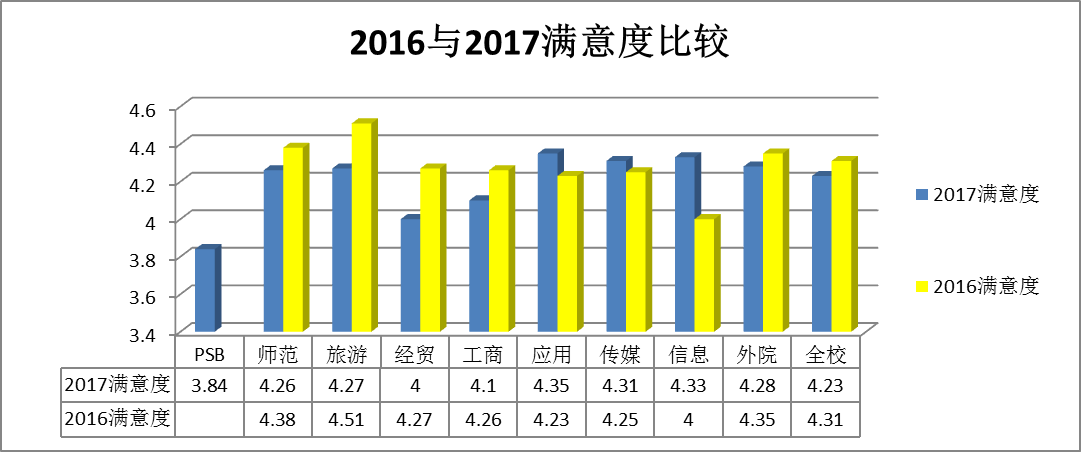 2016与2017满意度比较
4.6
4.4
4.2
4
3.8
3.6
3.4
2017满意度
2016满意度
PSB 师范 旅游 经贸 工商 应用 传媒 信息 外院 全校
2017满意度 3.84 4.26 4.27 4 4.1 4.35 4.31 4.33 4.28 4.23
2016满意度 4.38 4.51 4.27 4.26 4.23 4.25 4 4.35 4.31